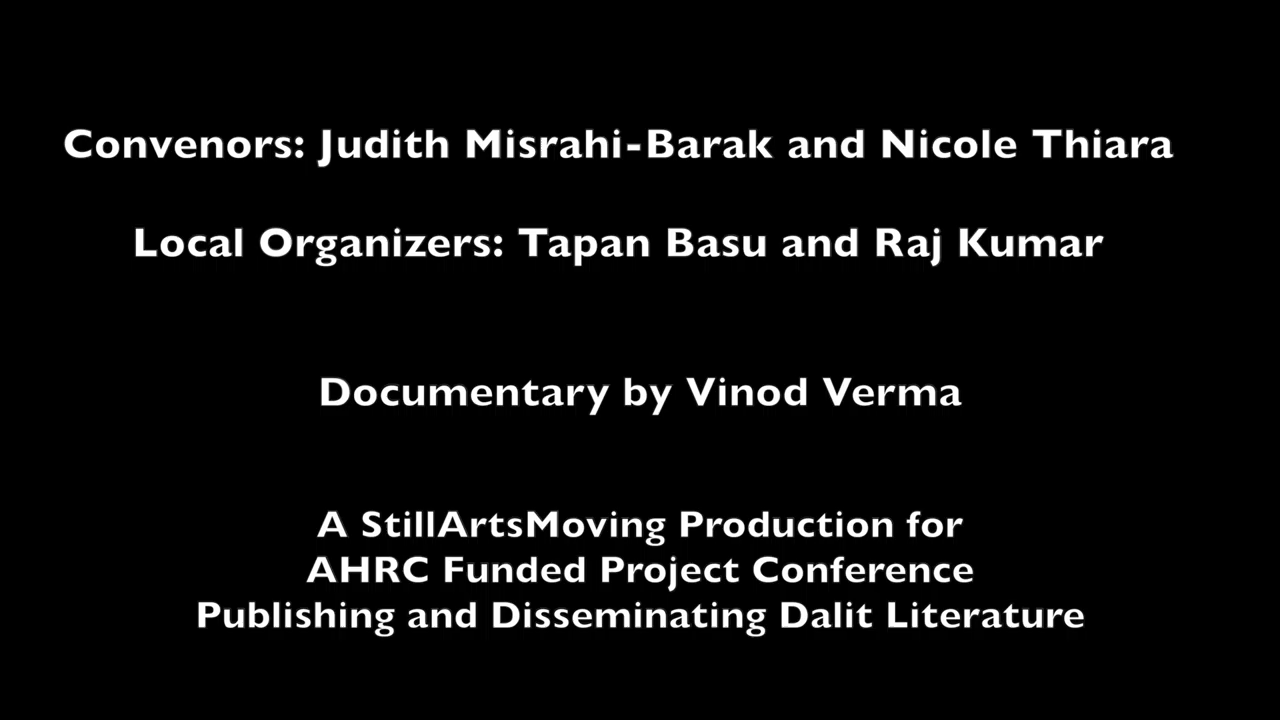 Convenors: Judith Misrahi-Barak and Nicole Thiara
Local Organizers: Tapan Basu and Raj Kumar
Documentary by Vinod Verma
A StillArtsMoving Production for
AHRC Funded Project Conference
Publishing and Disseminating Dalit Literature